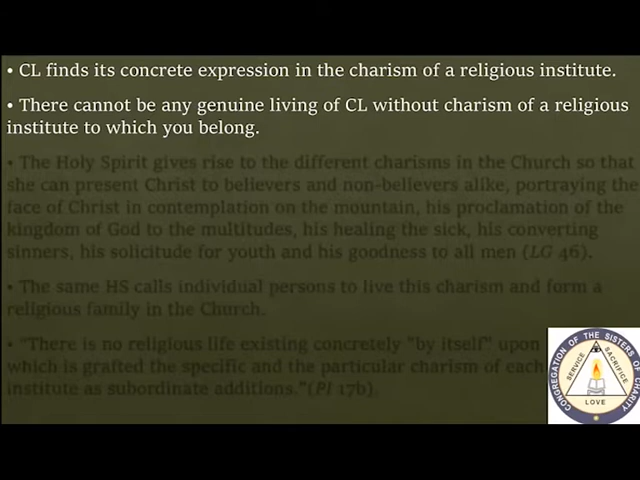 • CL finds its concrete expression in the charism of a religious institute.
• There cannot be any genuine living of CL without charism of a religious
institute to which you belong.
• The Holy Spirit gives rise to the different charisms in the Church so that
she can present Christ to believers and non-believers alike, portraying the
face of Christ in contemplation on the mountain, his proclamation of the
kingdom of God to the multitudes, his healing the sick, his converting
sinners, his solicitude for youth and his goodness to all men (LG 46).
• The same HS calls individual persons to live this charism and form a
religious family in the Church.
• "There is no religious life existing concretely "by itself" upon
which is grafted the specific and the particular charism of each
institute as subordinate additions."(PI 17b)
CONGREGATION OF THE SISTERS OF CHARITY
SERVICE
SACRIFICE
LOVE